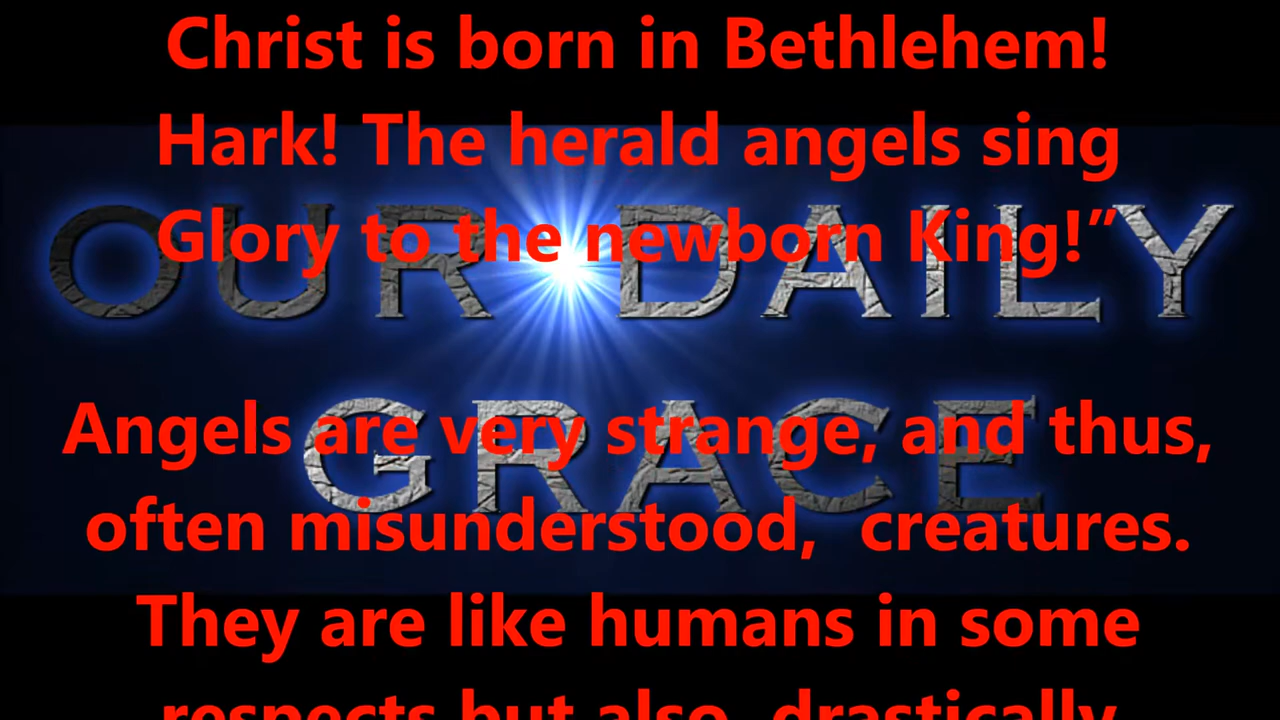 Christ is born in Bethlehem!
Hark! The herald angels sing
Glory to the newborn King!”
OUR DAILY
GRACE
Angels are very strange, and thus,
often misunderstood,  creatures.
They are like humans in some
respects but also  drastically